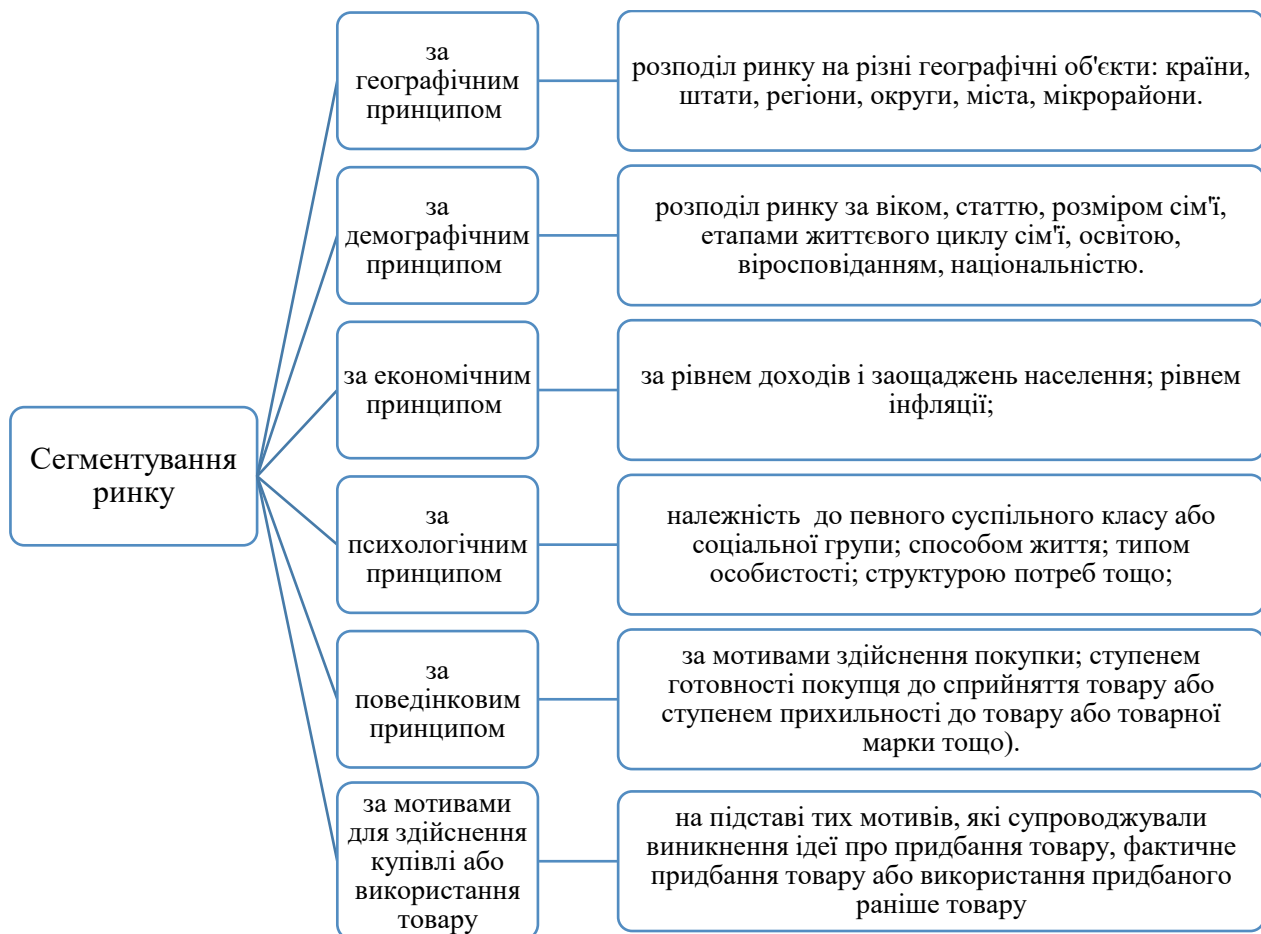 Сегментування
ринку
за
географічним
принципом
розподіл ринку на різні географічні об'єкти: країни,
штати, регіони, округи, міста, мікрорайони.
за
демографічним
принципом
розподіл ринку за віком, статтю, розміром сім'ї,
етапами життєвого циклу сім'ї, освітою,
віросповіданням, національністю.
за економічним
принципом
за рівнем доходів і заощаджень населення; рівнем
інфляції;
за
психологічним
принципом
належність  до певного суспільного класу або
соціальної групи; способом життя; типом
особистості; структурою потреб тощо;
за
поведінковим
принципом
за мотивами здійснення покупки; ступенем
готовності покупця до сприйняття товару або
ступенем прихильності до товару або товарної
марки тощо).
за мотивами
для здійснення
купівлі або
використання
товару
на підставі тих мотивів, які супроводжували
виникнення ідеї про придбання товару, фактичне
придбання товару або використання придбаного
раніше товару